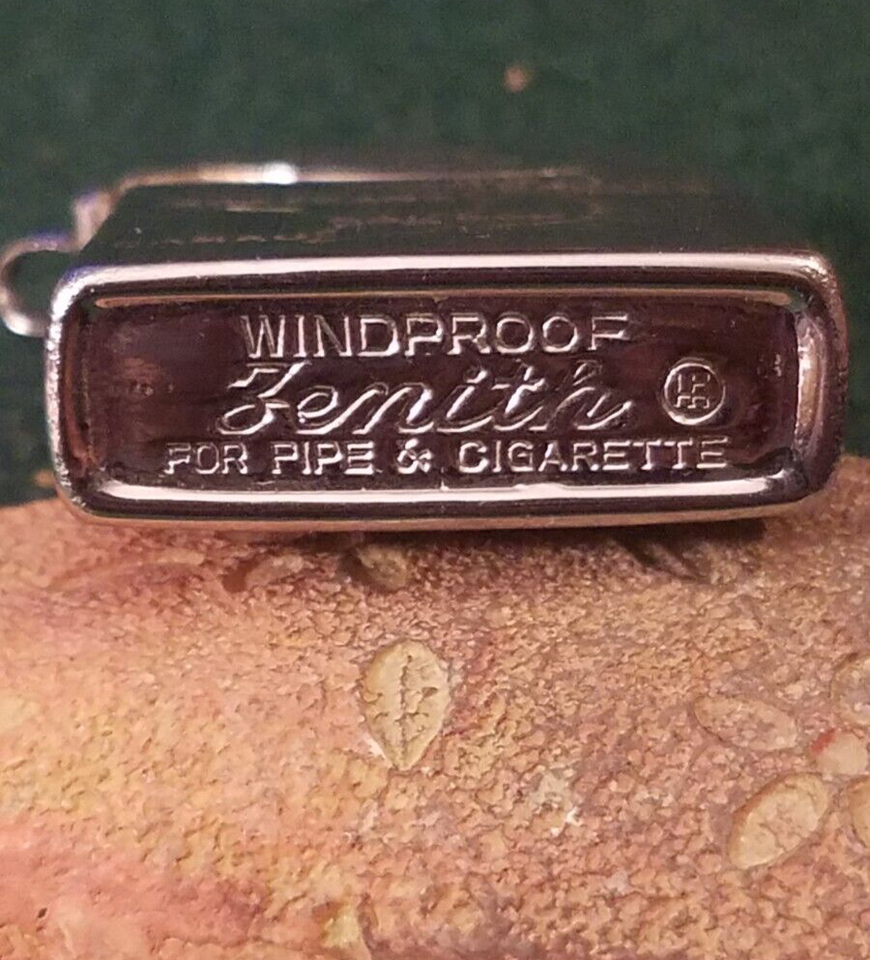 WINDPROOF
Zenith
FOR PIPE & CIGARETTE